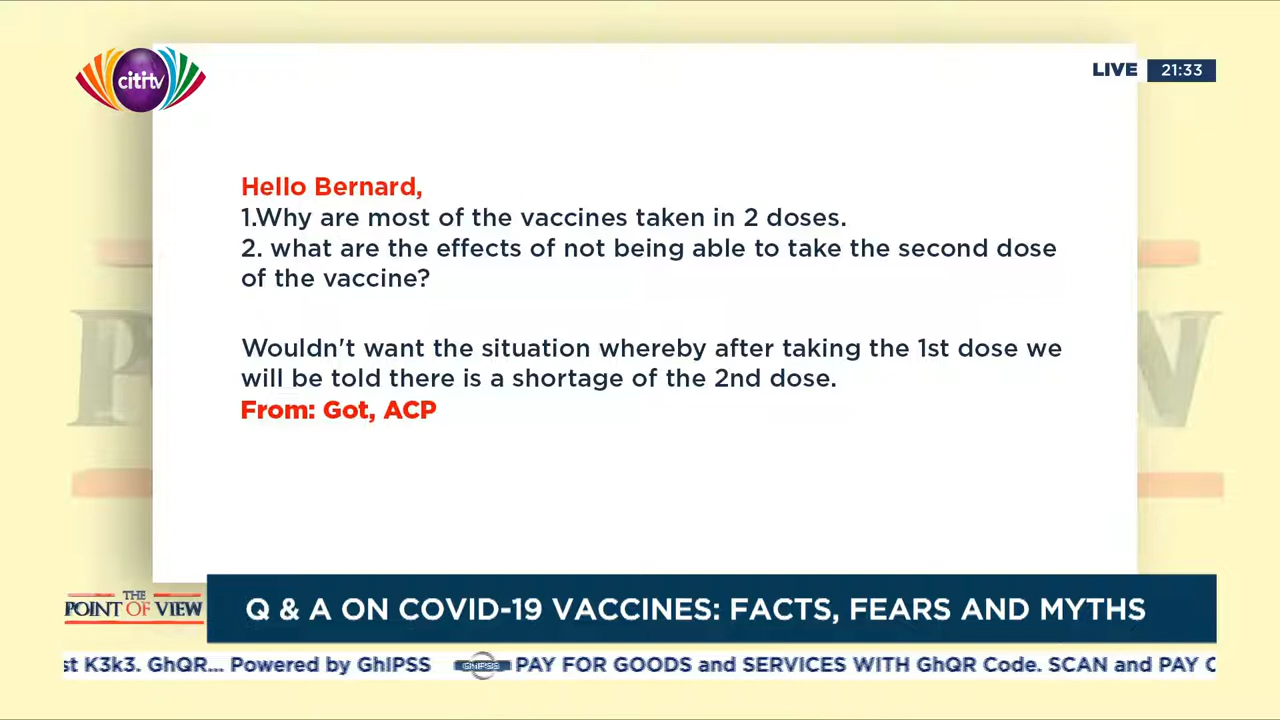 cititv
LIVE 21:33
Hello Bernard,
1.Why are most of the vaccines taken in 2 doses.
2. what are the effects of not being able to take the second dose
of the vaccine?
Wouldn't want the situation whereby after taking the 1st dose we
will be told there is a shortage of the 2nd dose.
From: Got, ACP
THE
POINT OF VIEW
Q & A ON COVID-19 VACCINES: FACTS, FEARS AND MYTHS
st K3k3. GhQR... Powered by GhIPSS GHIPSS PAY FOR GOODS and SERVICES WITH GhQR Code. SCAN and PAY